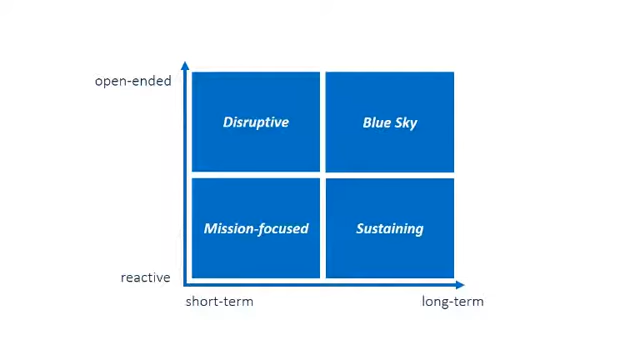 open-ended
Disruptive
Blue Sky
Mission-focused
Sustaining
reactive
short-term
long-term